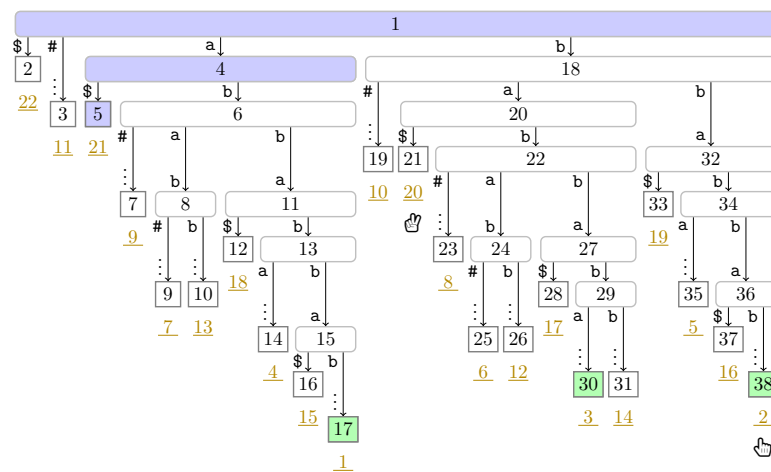 1
$ # a b
2 4 18
22 ⋮ $ b # a b
3 5 6 20
11 21 # a b ⋮ $ b a
19 21 22 32
10 20 # a b $ b
⋮ b a ⋮ b a
7 8 11 33 34
9 # b $ b 19 a b
12 23 24 27
13 8 # b $ b
18 a b ⋮ ⋮ a
9 10 28 29 35 36
7 13 17 a b 5 $ b
⋮ a
14 15 25 26 37
4 $ b 6 12 16
⋮ ⋮ ⋮
16 30 31 38
15 3 14 2
17
1